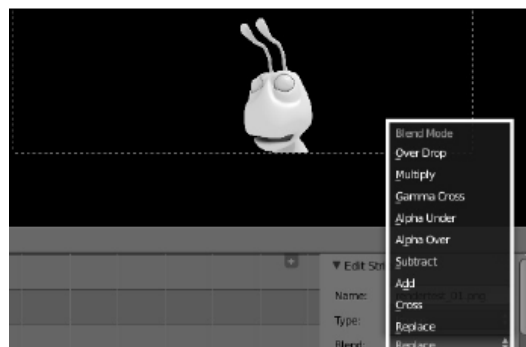 Blend Mode
Over Drop
Multiply
Gamma Cross
Alpha Under
Alpha Over
Subtract
Add
Cross
Replace
▼ Edit Str
Name:
Type:
Blend:
Replace